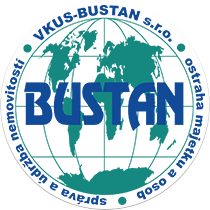 VKUS-BUSTAN s.r.o.
ostraha majetku a osob
správa a údržba nemovitostí
BUSTAN